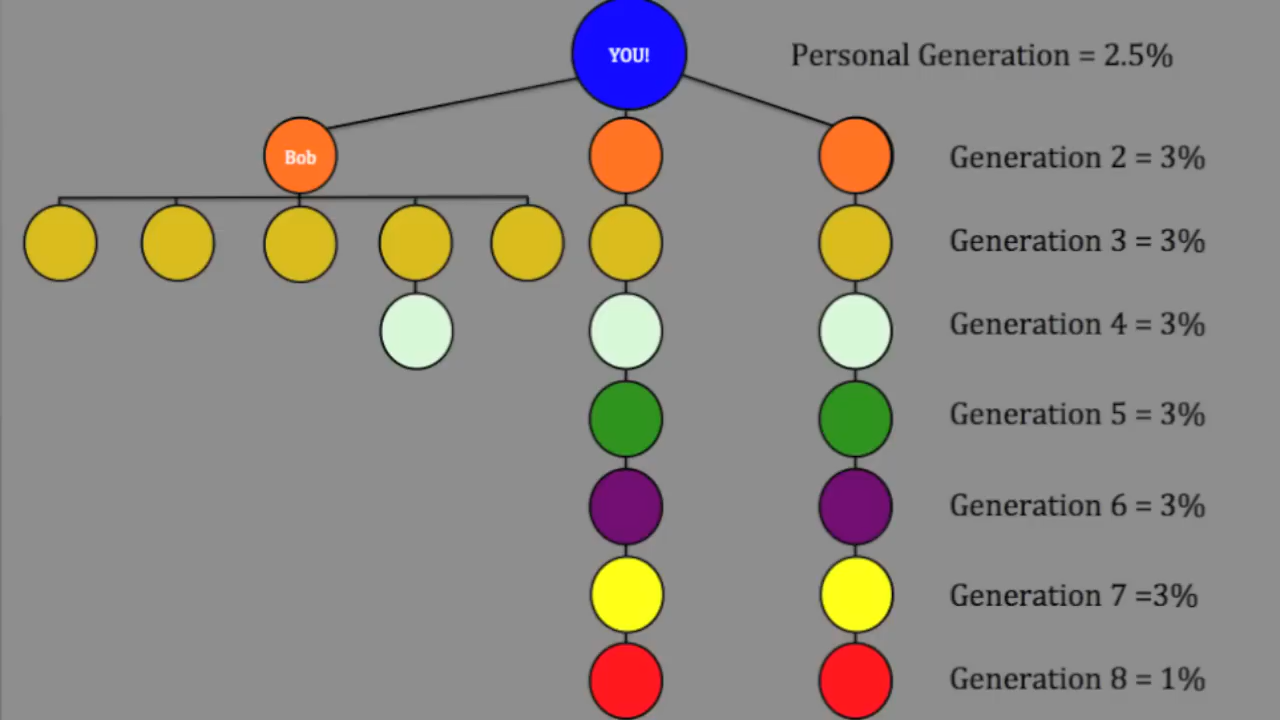 YOU!
Personal Generation = 2.5%
Bob
Generation 2 = 3%
Generation 3 = 3%
Generation 4 = 3%
Generation 5 = 3%
Generation 6 = 3%
Generation 7 =3%
Generation 8 = 1%